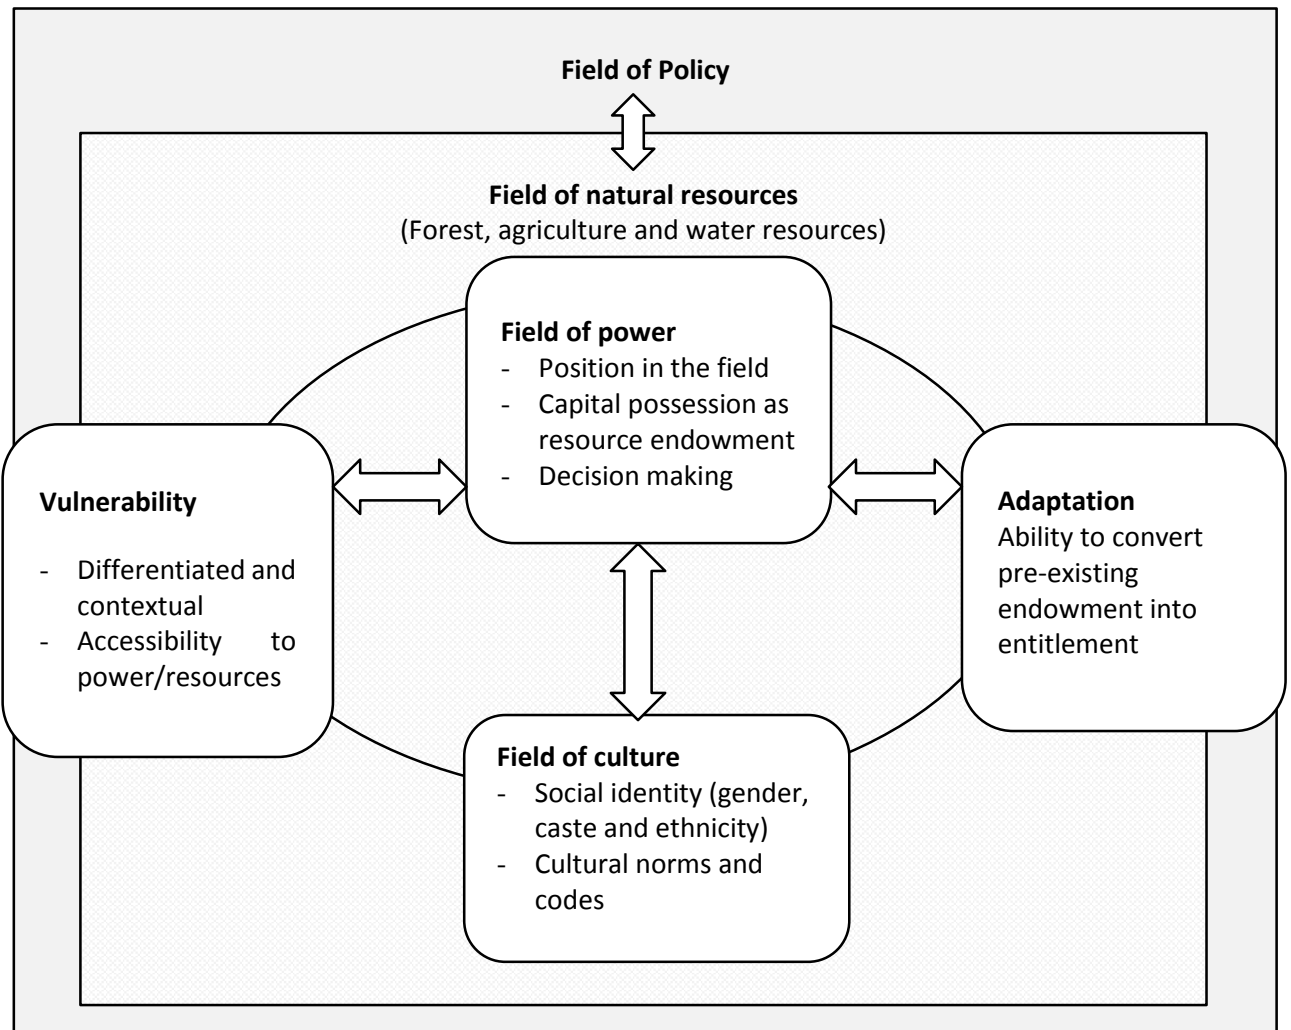 Field of Policy
Field of natural resources
(Forest, agriculture and water resources)
Field of power
- Position in the field
- Capital possession as
resource endowment
- Decision making
Vulnerability
- Differentiated and
contextual
- Accessibility to
power/resources
Adaptation
Ability to convert
pre-existing
endowment into
entitlement
Field of culture
- Social identity (gender,
caste and ethnicity)
- Cultural norms and
codes